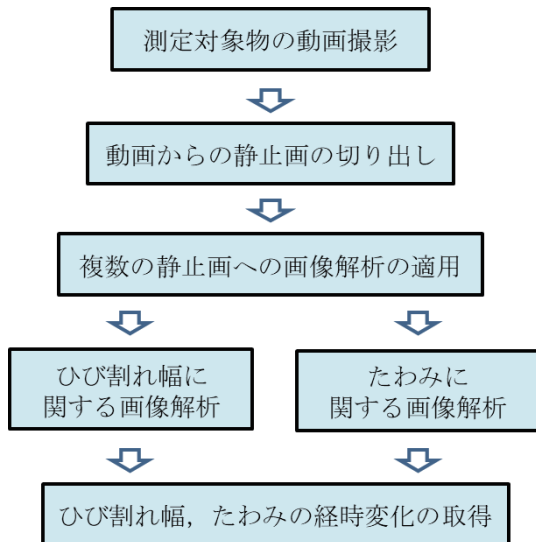 測定対象物の動画撮影
動画からの静止画の切り出し
複数の静止画への画像解析の適用
ひび割れ幅に
関する画像解析
たわみに
関する画像解析
ひび割れ幅，たわみの経時変化の取得